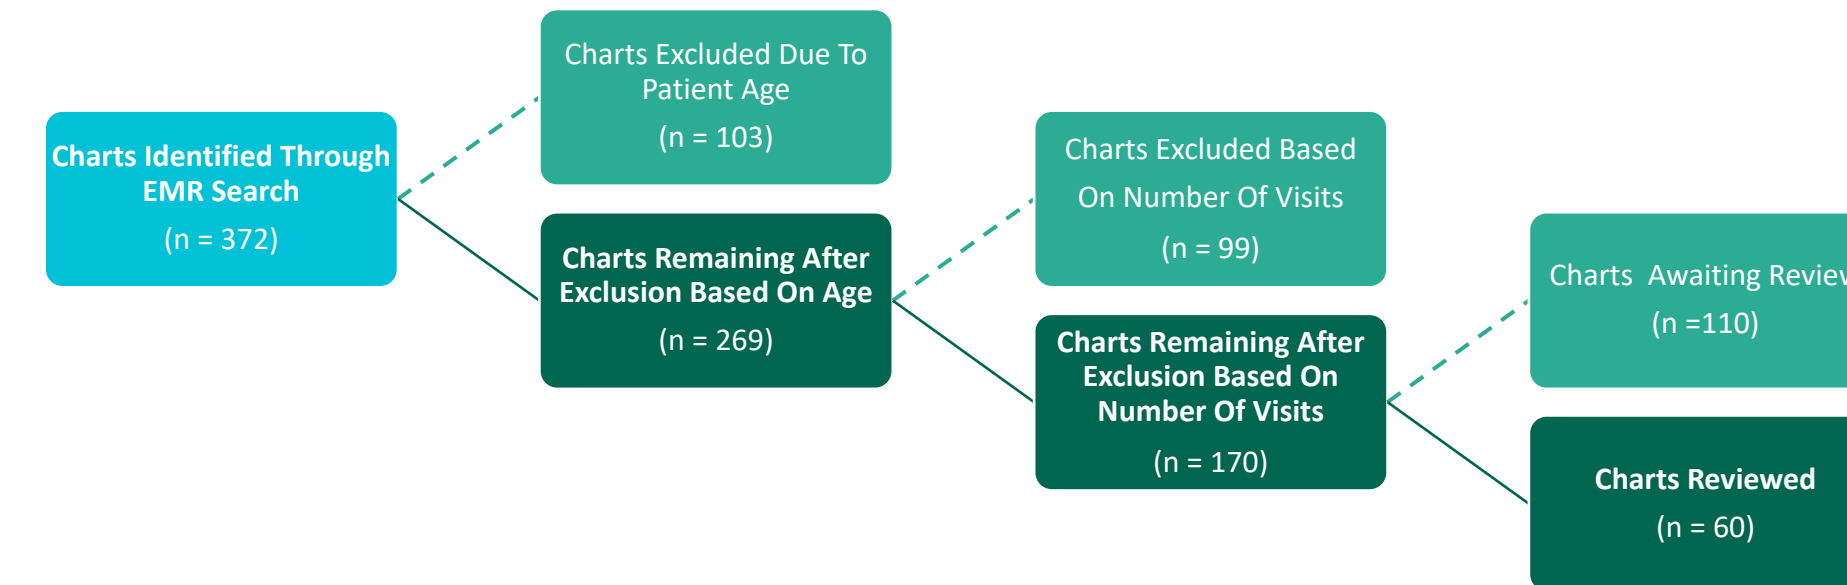 Charts Identified Through
EMR Search
(n = 372)
Charts Excluded Due To
Patient Age
(n = 103)
Charts Remaining After
Exclusion Based On Age
(n = 269)
Charts Excluded Based
On Number Of Visits
(n = 99)
Charts Remaining After
Exclusion Based On
Number Of Visits
(n = 170)
Charts  Awaiting Review
(n =110)
Charts Reviewed
(n = 60)